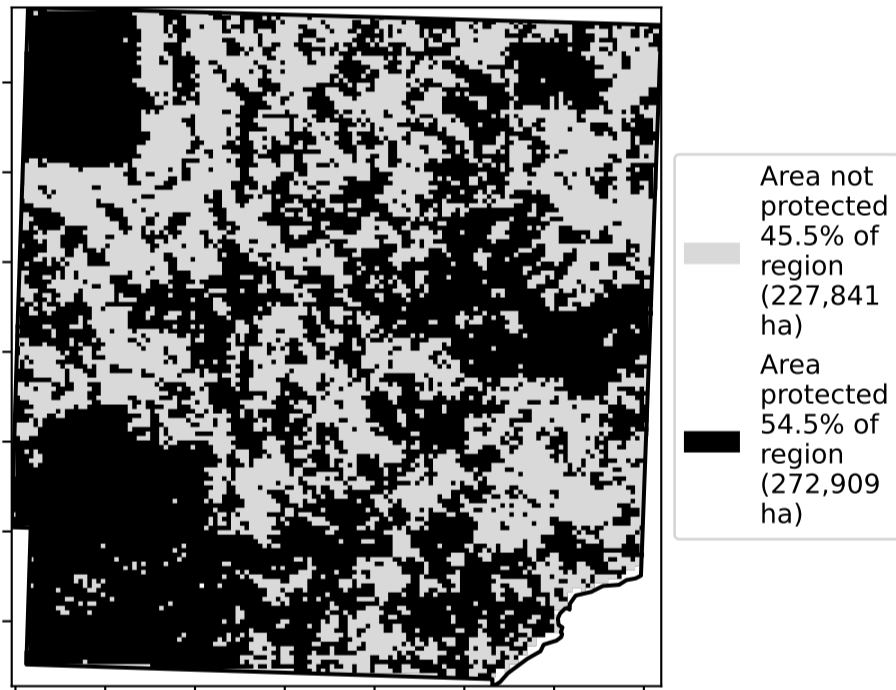 Area not
protected
45.5% of
region
(227,841
ha)
Area
protected
54.5% of
region
(272,909
ha)